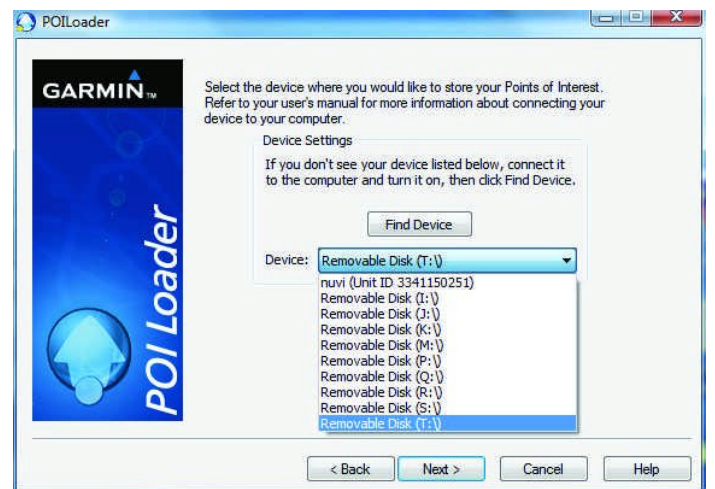 POILoader
GARMIN™
POI Loader
Select the device where you would like to store your Points of Interest.
Refer to your user's manual for more information about connecting your
device to your computer.
Device Settings
If you don't see your device listed below, connect it
to the computer and turn it on, then click Find Device.
Find Device
Device: Removable Disk (T:\)
nuvi (Unit ID 3341150251)
Removable Disk (I:\)
Removable Disk (J:\)
Removable Disk (K:\)
Removable Disk (M:\)
Removable Disk (P:\)
Removable Disk (Q:\)
Removable Disk (R:\)
Removable Disk (S:\)
Removable Disk (T:\)
< Back Next > Cancel Help